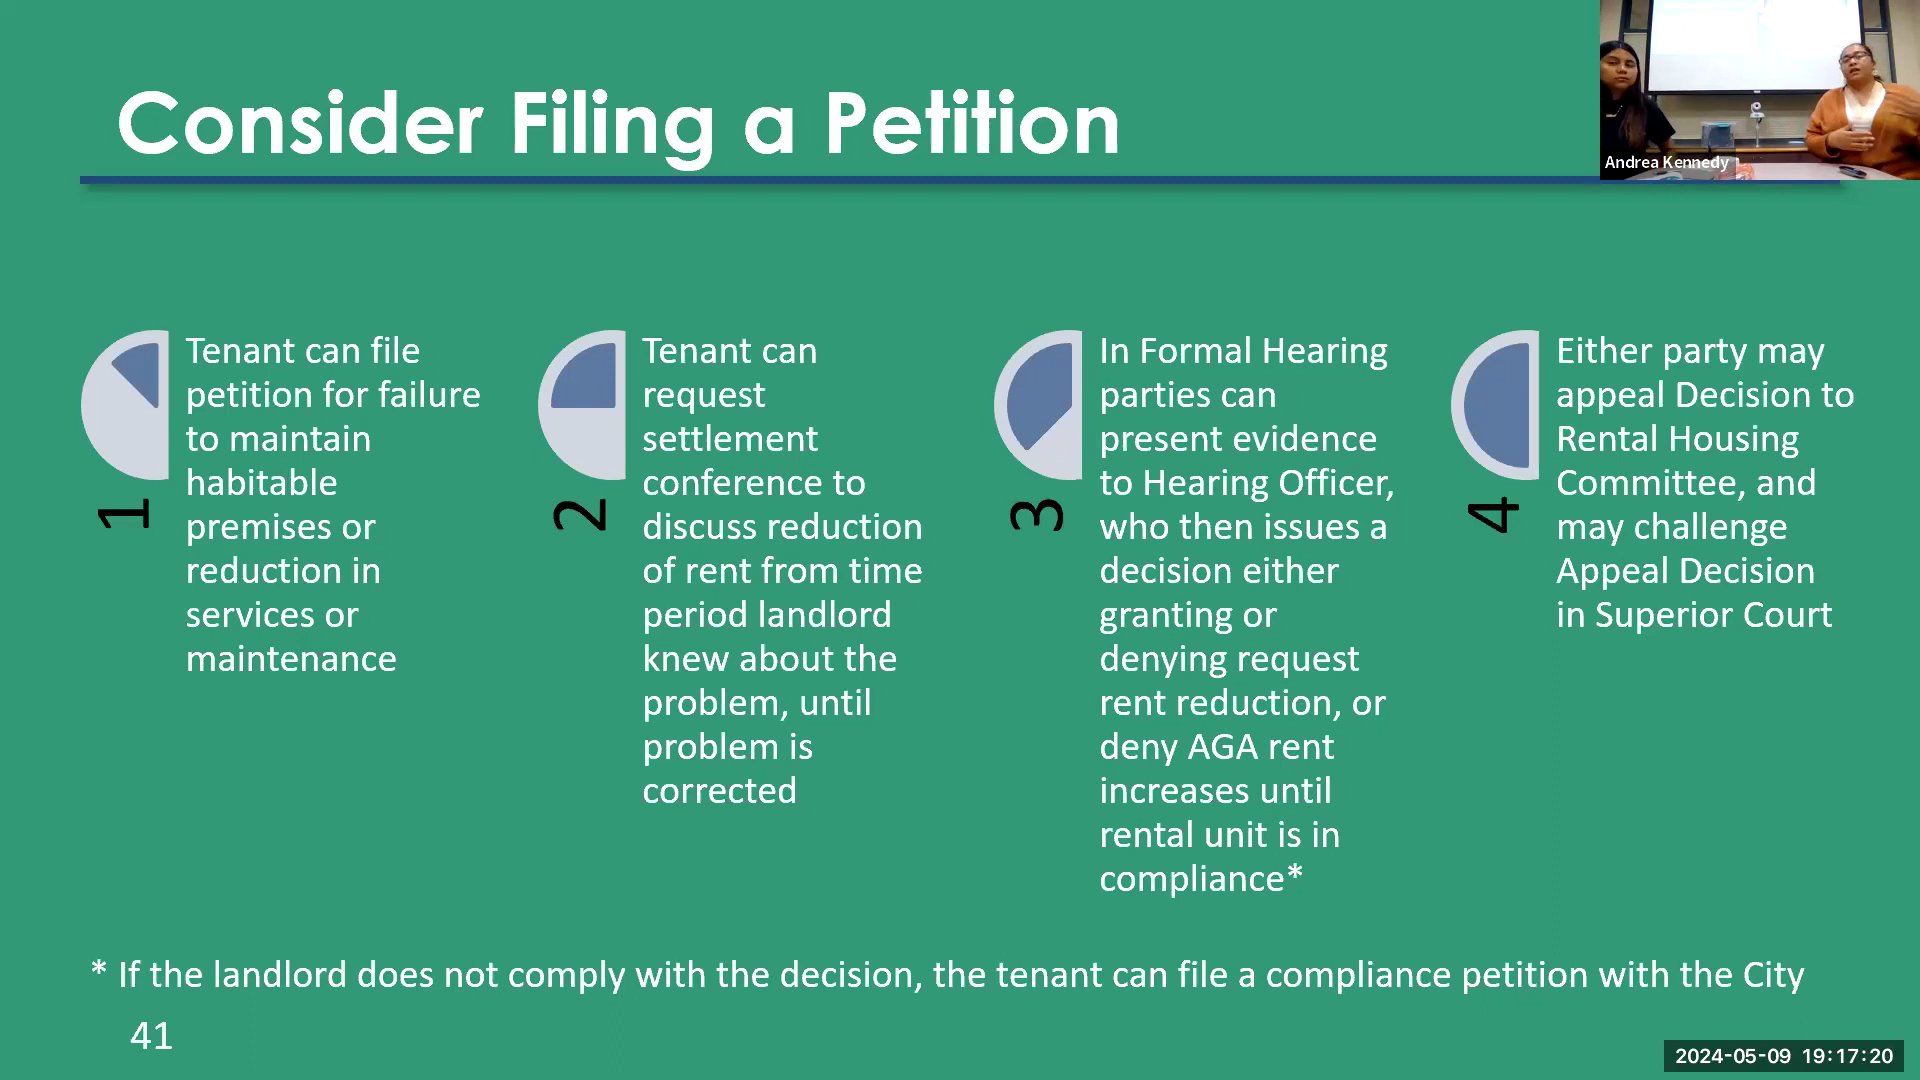 Consider Filing a Petition
Andrea Kennedy
1
Tenant can file
petition for failure
to maintain
habitable
premises or
reduction in
services or
maintenance
2
Tenant can
request
settlement
conference to
discuss reduction
of rent from time
period landlord
knew about the
problem, until
problem is
corrected
3
In Formal Hearing
parties can
present evidence
to Hearing Officer,
who then issues a
decision either
granting or
denying request
rent reduction, or
deny AGA rent
increases until
rental unit is in
compliance*
4
Either party may
appeal Decision to
Rental Housing
Committee, and
may challenge
Appeal Decision
in Superior Court
* If the landlord does not comply with the decision, the tenant can file a compliance petition with the City
41
2024-05-09 19:17:20